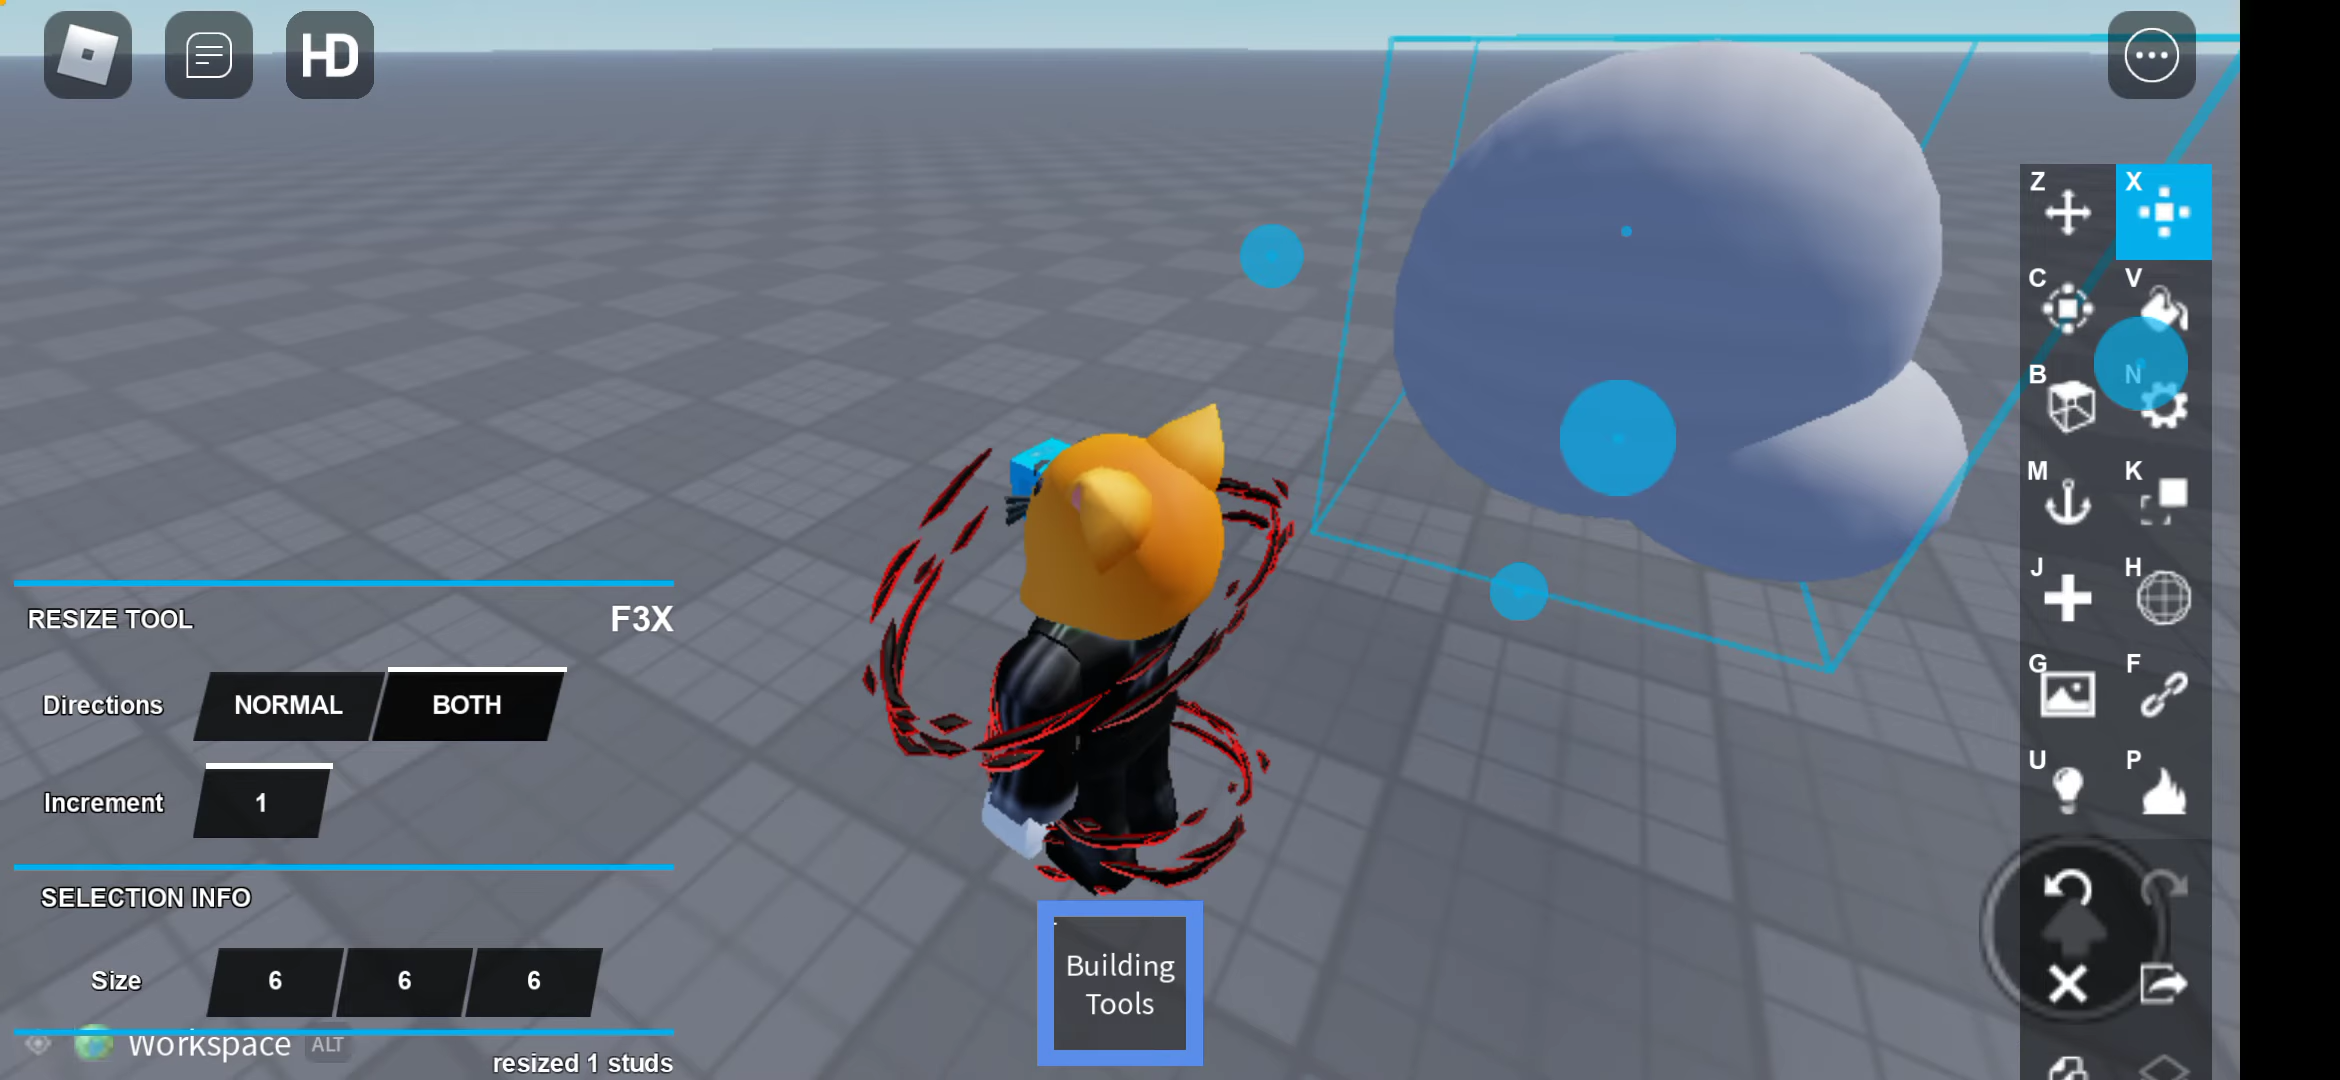 HD
Z X
C V
B N
M K
J H
G F
U P
RESIZE TOOL F3X
Directions NORMAL BOTH
Increment 1
SELECTION INFO
Size 6 6 6
Workspace ALT
resized 1 studs
Building
Tools